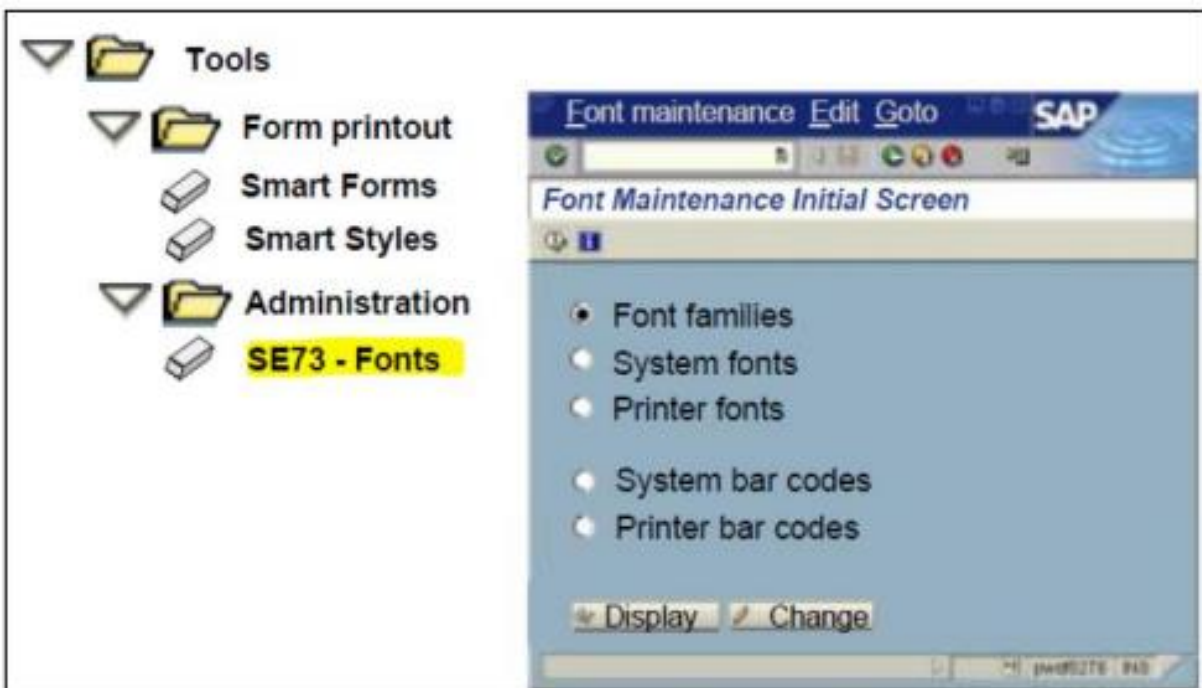 Tools
Form printout
Smart Forms
Smart Styles
Administration
SE73 - Fonts
Font maintenance Edit Goto
SAP
Font Maintenance Initial Screen
Font families
System fonts
Printer fonts
System bar codes
Printer bar codes
Display Change
INS